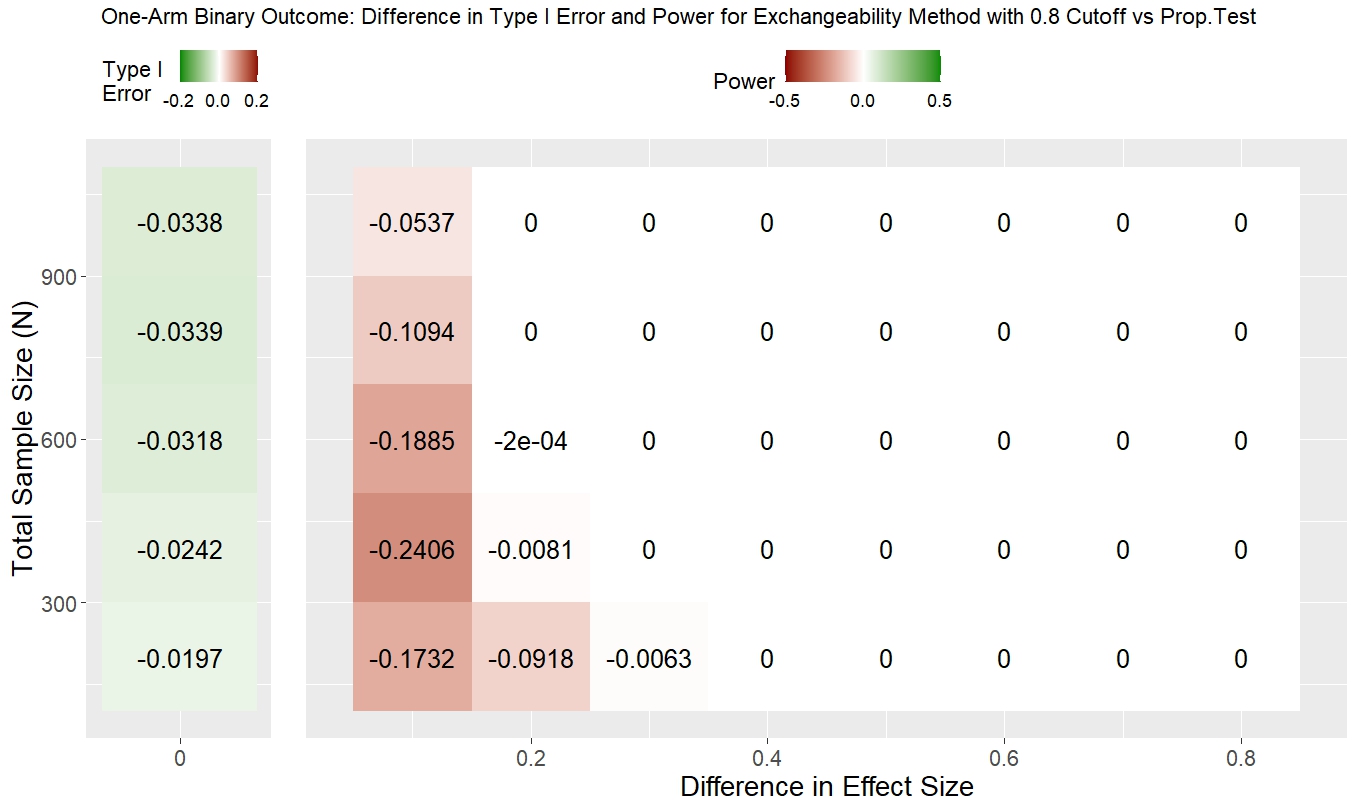 One-Arm Binary Outcome: Difference in Type I Error and Power for Exchangeability Method with 0.8 Cutoff vs Prop.Test
Type I
Error
-0.2 0.0 0.2
Power
-0.5 0.0 0.5
Total Sample Size (N)
-0.0338 -0.0537 0 0 0 0 0 0 0
900
-0.0339 -0.1094 0 0 0 0 0 0 0
600 -0.0318 -0.1885 -2e-04 0 0 0 0 0 0
-0.0242 -0.2406 -0.0081 0 0 0 0 0 0
300
-0.0197 -0.1732 -0.0918 -0.0063 0 0 0 0 0
0 0.2 0.4 0.6 0.8
Difference in Effect Size